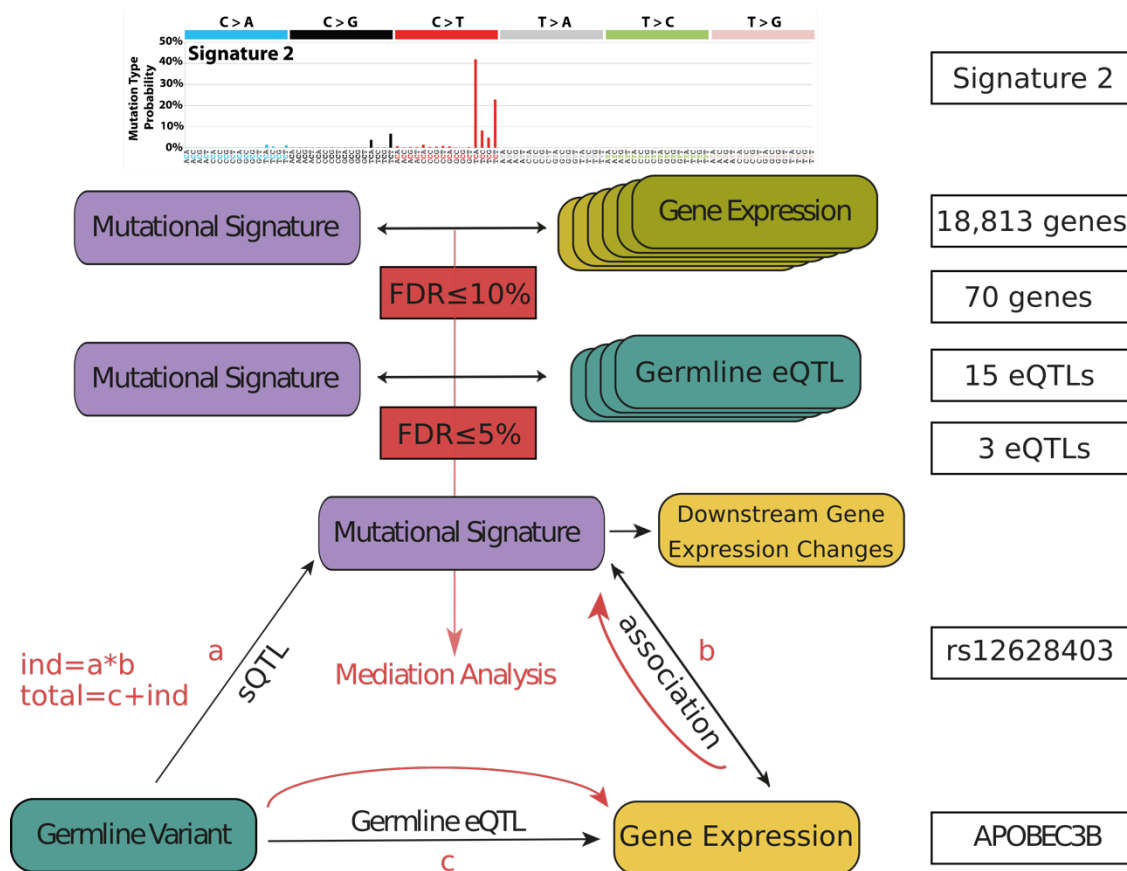 C > A C > G C > T T > A T > C T > G
50%
40%
30%
20%
10%
0%
Mutation Type
Probability
Signature 2
Signature 2
Mutational Signature
Gene Expression
18,813 genes
FDR≤10%
70 genes
Mutational Signature
Germline eQTL
15 eQTLs
FDR≤5%
3 eQTLs
Mutational Signature
Downstream Gene
Expression Changes
a
sQTL
ind=a*b
total=c+ind
Mediation Analysis
association
b
rs12628403
Germline Variant
Germline eQTL
c
Gene Expression
APOBEC3B